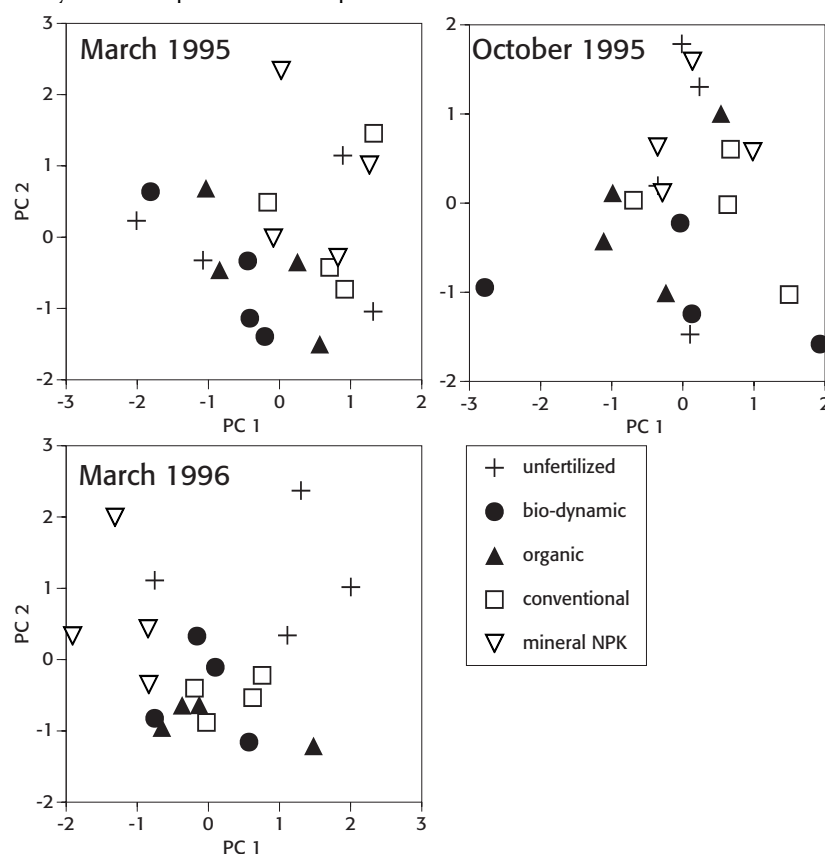 March 1995
3
2
1
0
-1
-2
PC 2
-3 -2 -1 0 1 2
PC 1
October 1995
2
1
0
-1
-2
-3 -2 -1 0 1 2
PC 1
March 1996
3
2
1
0
-1
-2
PC 2
-2 -1 0 1 2 3
PC 1
unfertilized
bio-dynamic
organic
conventional
mineral NPK